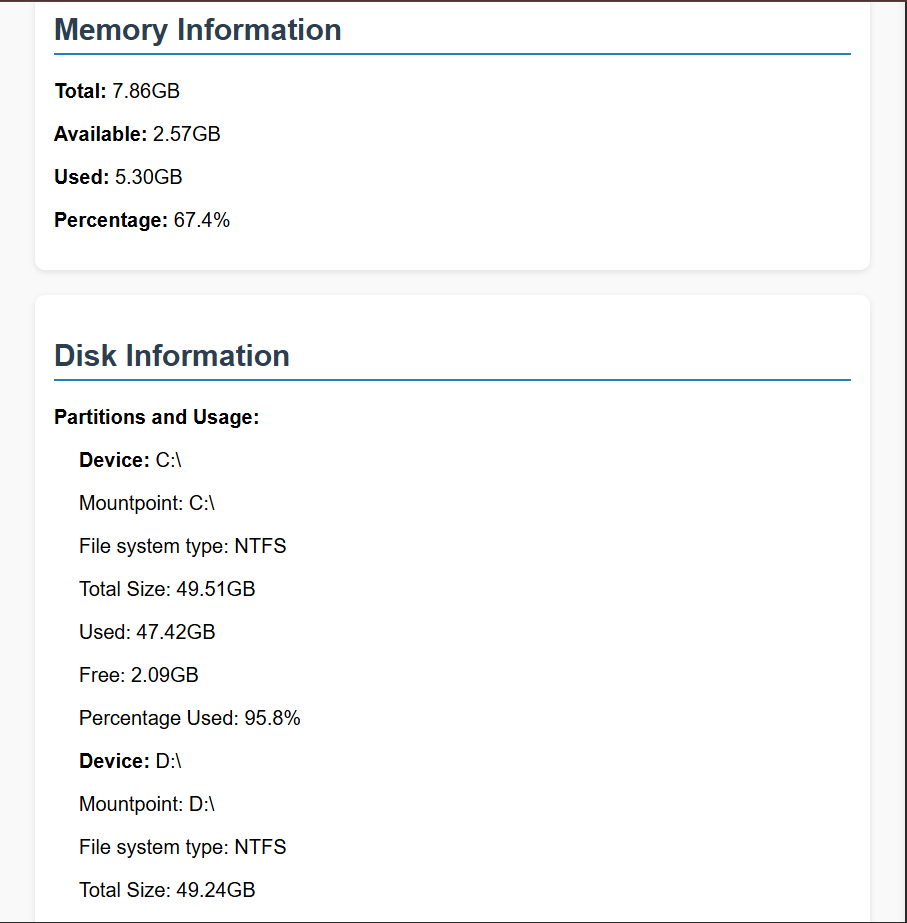 Memory Information
Total: 7.86GB
Available: 2.57GB
Used: 5.30GB
Percentage: 67.4%
Disk Information
Partitions and Usage:
Device: C:\
Mountpoint: C:\
File system type: NTFS
Total Size: 49.51GB
Used: 47.42GB
Free: 2.09GB
Percentage Used: 95.8%
Device: D:\
Mountpoint: D:\
File system type: NTFS
Total Size: 49.24GB